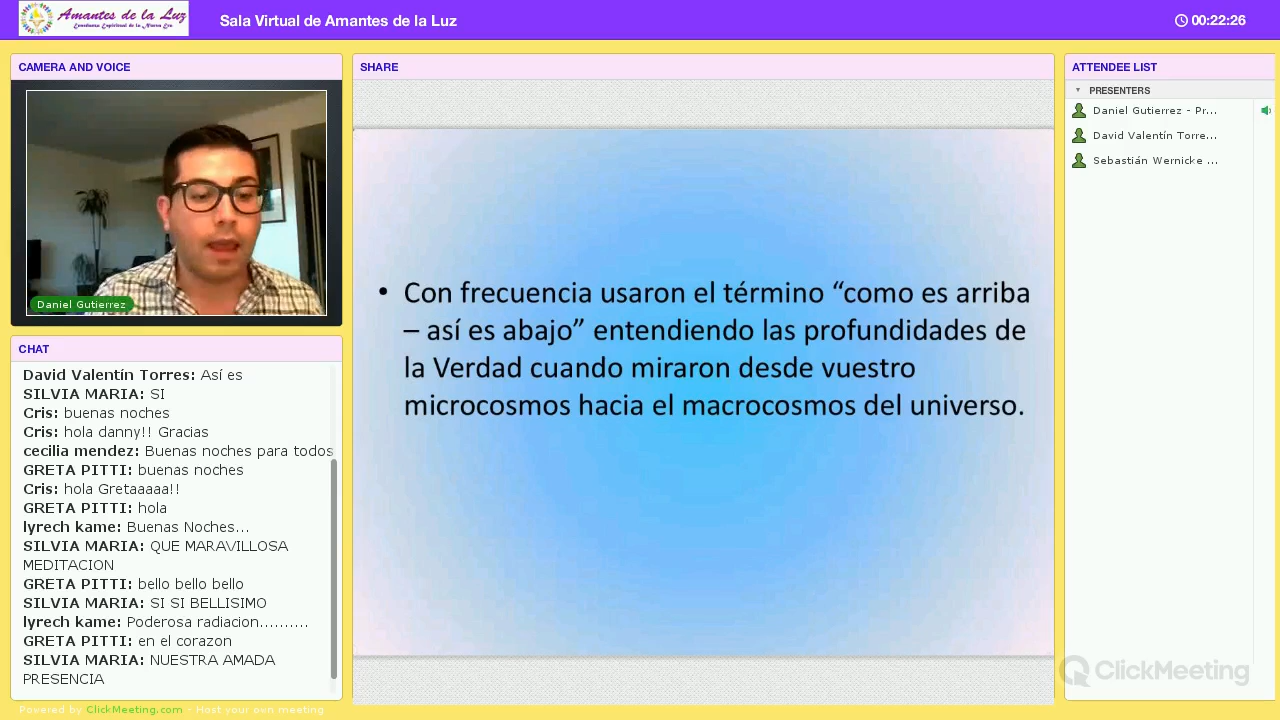 Amantes de la Luz
Enseñanza Espiritual de la Nueva Era
Sala Virtual de Amantes de la Luz
00:22:26
CAMERA AND VOICE
Daniel Gutierrez
CHAT
David Valentín Torres: Así es
SILVIA MARIA: SI
Cris: buenas noches
Cris: hola danny!! Gracias
cecilia mendez: Buenas noches para todos
GRETA PITTI: buenas noches
Cris: hola Gretaaaaa!!
GRETA PITTI: hola
lyrech kame: Buenas Noches...
SILVIA MARIA: QUE MARAVILLOSA
MEDITACION
GRETA PITTI: bello bello bello
SILVIA MARIA: SI SI BELLISIMO
lyrech kame: Poderosa radiacion..........
GRETA PITTI: en el corazon
SILVIA MARIA: NUESTRA AMADA
PRESENCIA
Powered by ClickMeeting.com - Host your own meeting
SHARE
• Con frecuencia usaron el término “como es arriba
– así es abajo” entendiendo las profundidades de
la Verdad cuando miraron desde vuestro
microcosmos hacia el macrocosmos del universo.
ATTENDEE LIST
PRESENTERS
Daniel Gutierrez - Pr...
David Valentín Torre...
Sebastián Wernicke ...
ClickMeeting